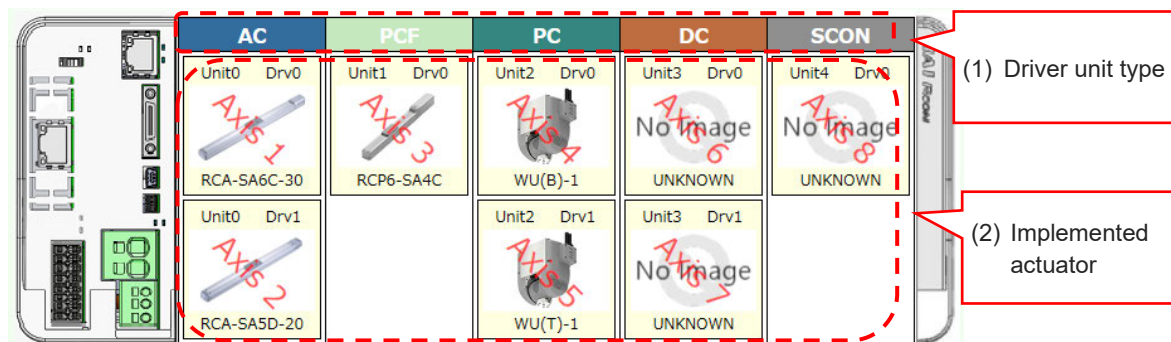 AC PCF PC DC SCON
Unit0 Drv0 Unit1 Drv0 Unit2 Drv0 Unit3 Drv0 Unit4 Drv0
Axis 1 Axis 3 Axis 4 No Image Axis 6 No Image Axis 8
RCA-SA6C-30 RCP6-SA4C WU(B)-1 UNKNOWN UNKNOWN
Unit0 Drv1 Unit2 Drv1 Unit3 Drv1
Axis 2 Axis 5 No Image Axis 7
RCA-SA5D-20 WU(T)-1 UNKNOWN
IAI RCON
(1) Driver unit type
(2) Implemented
actuator